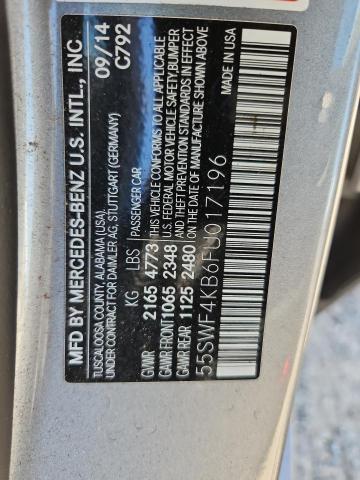 MFD BY MERCEDES-BENZ U.S. INTL., INC
TUSCALOOSA COUNTY, ALABAMA (USA)
UNDER CONTRACT FOR DAIMLER AG, STUTTGART (GERMANY)
09/14
C792
KG LBS PASSENGER CAR
GVWR 2165 4773
GAWR FRONT 1065 2348
GAWR REAR 1125 2480
THIS VEHICLE CONFORMS TO ALL APPLICABLE
U.S. FEDERAL MOTOR VEHICLE SAFETY,BUMPER
AND THEFT PREVENTION STANDARDS IN EFFECT
ON DATE OF MANUFACTURE SHOWN ABOVE
55SWF4KB6FU017196
MADE IN USA